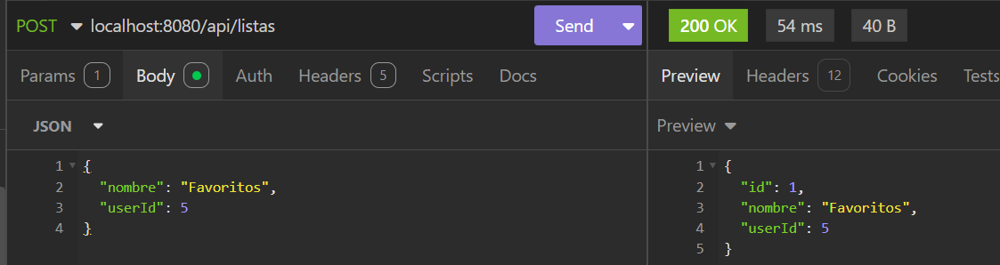 POST localhost:8080/api/listas Send 200 OK 54 ms 40 B
Params 1 Body Auth Headers 5 Scripts Docs Preview Headers 12 Cookies Tests
JSON Preview
1 {
2 "nombre": "Favoritos",
3 "userId": 5
4 }
1 {
2 "id": 1,
3 "nombre": "Favoritos",
4 "userId": 5
5 }